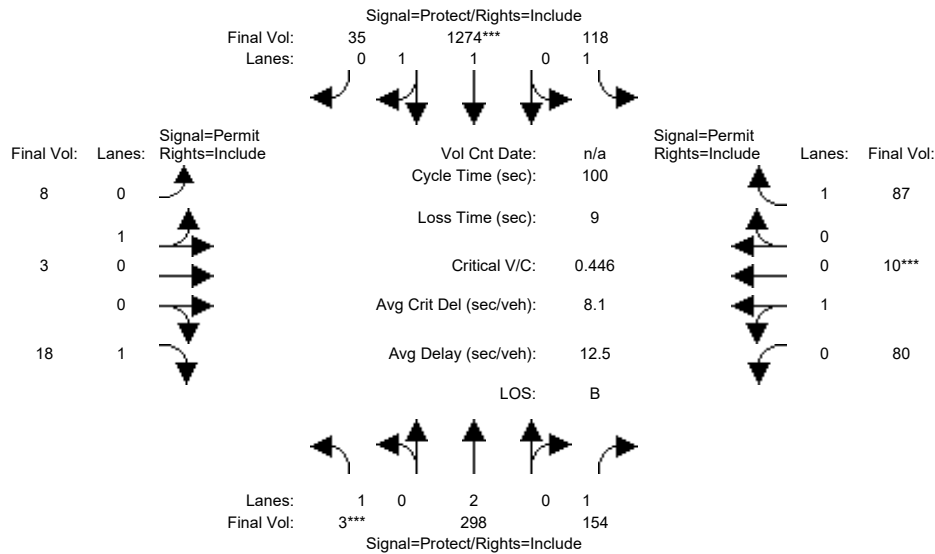 Signal=Protect/Rights=Include
Final Vol: 35 1274*** 118
Lanes: 0 1 1 0 1
Signal=Permit Signal=Permit
Final Vol: Lanes: Rights=Include Vol Cnt Date: n/a Rights=Include Lanes: Final Vol:
Cycle Time (sec): 100
8 0 1 87
Loss Time (sec): 9
1 0
3 0 Critical V/C: 0.446 0 10***
0 Avg Crit Del (sec/veh): 8.1 1
18 1 Avg Delay (sec/veh): 12.5 0 80
LOS: B
Lanes: 1 0 2 0 1
Final Vol: 3*** 298 154
Signal=Protect/Rights=Include